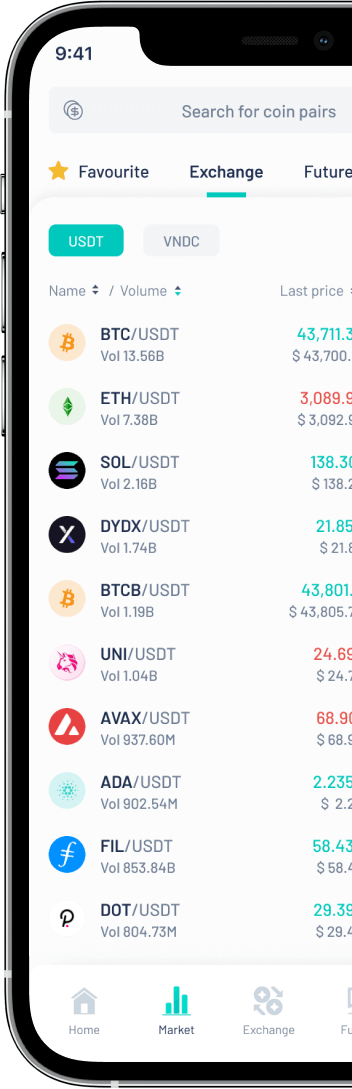 9:41
Search for coin pairs
Favourite Exchange Future
USDT VNDC
Name / Volume Last price
BTC/USDT 43,711.3
Vol 13.56B $ 43,700.
ETH/USDT 3,089.9
Vol 7.38B $ 3,092.9
SOL/USDT 138.30
Vol 2.16B $ 138.2
DYDX/USDT 21.85
Vol 1.74B $ 21.8
BTCB/USDT 43,801.
Vol 1.19B $ 43,805.7
UNI/USDT 24.69
Vol 1.04B $ 24.7
AVAX/USDT 68.90
Vol 937.60M $ 68.9
ADA/USDT 2.235
Vol 902.54M $ 2.2
FIL/USDT 58.43
Vol 853.84B $ 58.4
DOT/USDT 29.39
Vol 804.73M $ 29.4
Home Market Exchange Fu